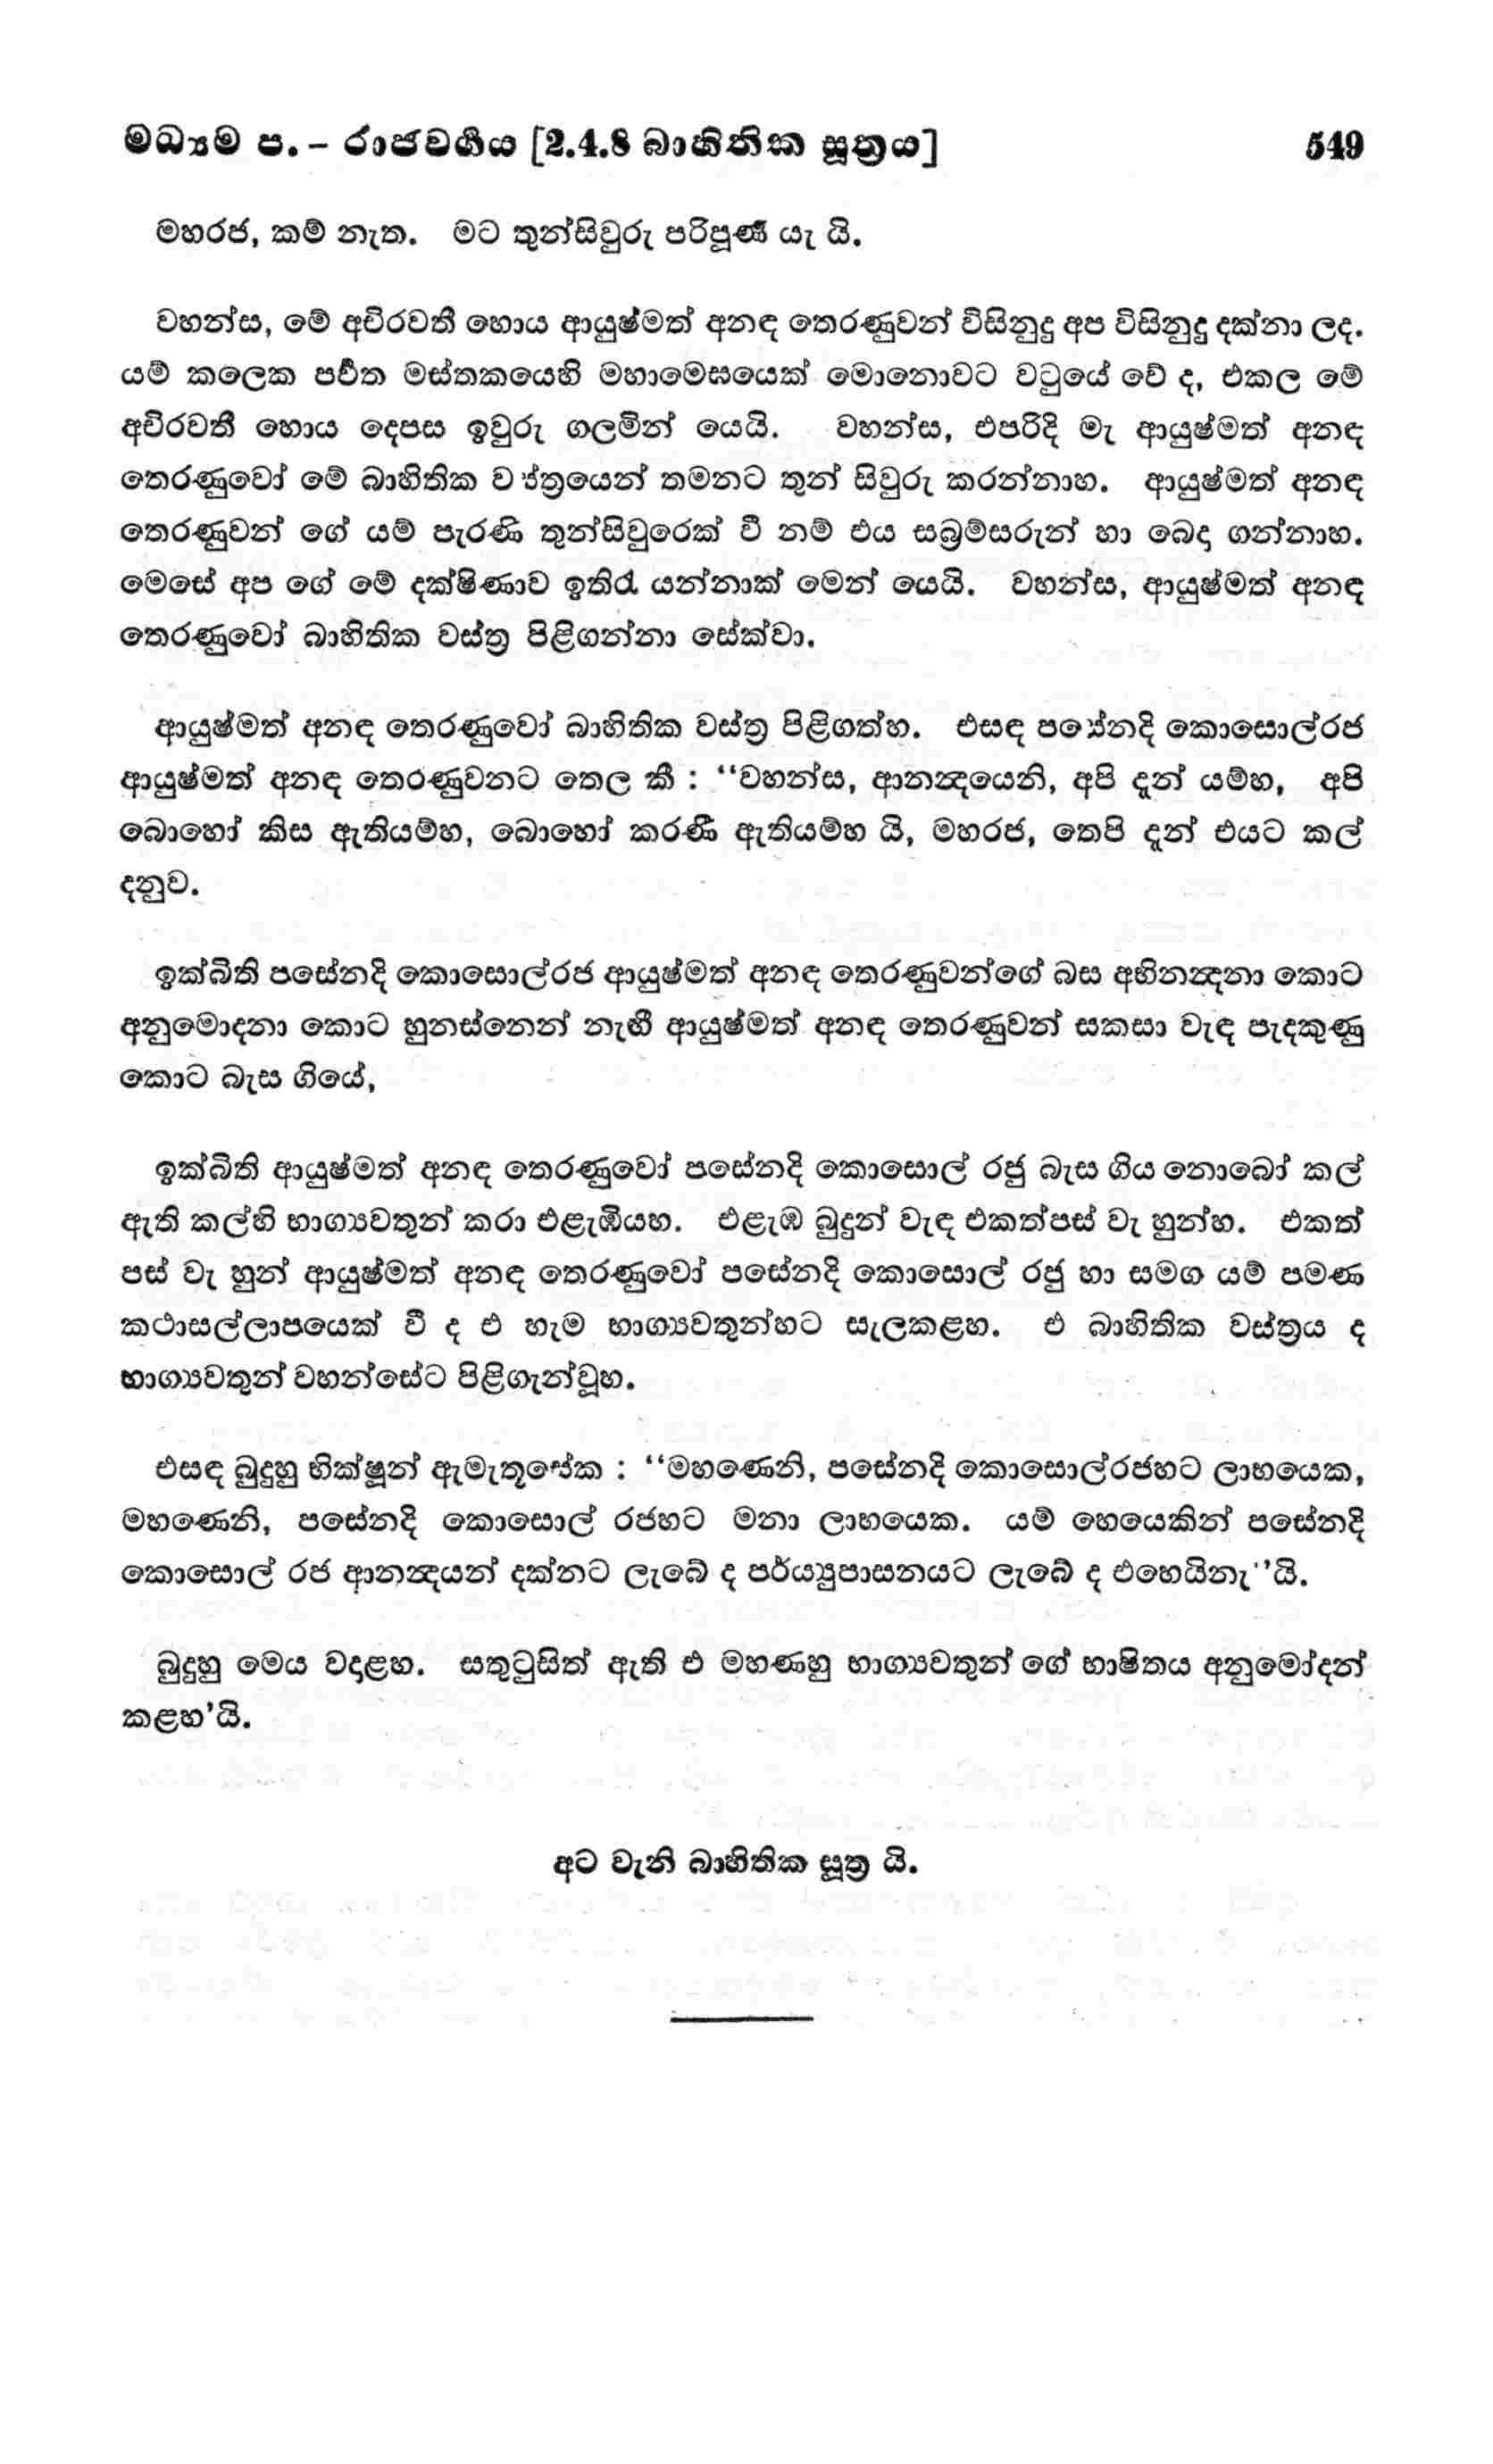 මධ්‍යම ප. – රාජවර්‍ගය [2.4.8 බාහිතික සූත්‍රය] 549
මහරජ, කම් නැත. මට තුන්සිවුරු පරිපූර්‍ණ යැ යි.
වහන්ස, මේ අචිරවතී හොය ආයුෂ්මත් අනඳ තෙරණුවන් විසිනුදු අප විසිනුදු දක්නා ලද.
යම් කලෙක පර්‍වත මස්තකයෙහි මහාමෙඝයෙක් මොනොවට වටුයේ වේ ද, එකල මේ
අචිරවතී හොය දෙපස ඉවුරු ගලමින් යෙයි. වහන්ස, එපරිදි මැ ආයුෂ්මත් අනඳ
තෙරණුවෝ මේ බාහිතික වස්ත්‍රයෙන් තමනට තුන් සිවුරු කරන්නාහ. ආයුෂ්මත් අනඳ
තෙරණුවන් ගේ යම් පැරණි තුන්සිවුරෙක් වී නම් එය සබ්‍රම්සරුන් හා බෙදා ගන්නාහ.
මෙසේ අප ගේ මේ දක්ෂිණාව ඉතිරැ යන්නාක් මෙන් යෙයි. වහන්ස, ආයුෂ්මත් අනඳ
තෙරණුවෝ බාහිතික වස්ත්‍ර පිළිගන්නා සේක්වා.
ආයුෂ්මත් අනඳ තෙරණුවෝ බාහිතික වස්ත්‍ර පිළිගත්හ. එසඳ පසේනදි කොසොල්රජ
ආයුෂ්මත් අනඳ තෙරණුවනට තෙල කී : “වහන්ස, ආනන්‍දයෙනි, අපි දැන් යම්හ, අපි
බොහෝ කිස ඇතියම්හ, බොහෝ කරණී ඇතියම්හ යි, මහරජ, තෙපි දැන් එයට කල්
දනුව.
ඉක්බිති පසේනදි කොසොල්රජ ආයුෂ්මත් අනඳ තෙරණුවන්ගේ බස අභිනන්‍දනා කොට
අනුමොදනා කොට හුනස්නෙන් නැඟී ආයුෂ්මත් අනඳ තෙරණුවන් සකසා වැඳ පැදකුණු
කොට බැස ගියේ,
ඉක්බිති ආයුෂ්මත් අනඳ තෙරණුවෝ පසේනදි කොසොල් රජු බැස ගිය නොබෝ කල්
ඇති කල්හි භාග්‍යවතුන් කරා එළැඹියහ. එළැඹ බුදුන් වැඳ එකත්පස් වැ හුන්හ. එකත්
පස් වැ හුන් ආයුෂ්මත් අනඳ තෙරණුවෝ පසේනදි කොසොල් රජු හා සමග යම් පමණ
කථාසල්ලාපයෙක් වී ද එ හැම භාග්‍යවතුන්හට සැලකළහ. එ බාහිතික වස්ත්‍රය ද
භාග්‍යවතුන් වහන්සේට පිළිගැන්වූහ.
එසඳ බුදුහු භික්ෂූන් ඇමැතූසේක : “මහණෙනි, පසේනදි කොසොල්රජහට ලාභයෙක,
මහණෙනි, පසේනදි කොසොල් රජහට මනා ලාභයෙක. යම් හෙයෙකින් පසේනදි
කොසොල් රජ ආනන්‍දයන් දක්නට ලැබේ ද පර්ය්‍යුපාසනයට ලැබේ ද එහෙයිනැ”යි.
බුදුහු මෙය වදාළහ. සතුටුසිත් ඇති එ මහණහු භාග්‍යවතුන් ගේ භාෂිතය අනුමෝදන්
කළහ’යි.
අට වැනි බාහිතික සූත්‍ර යි.